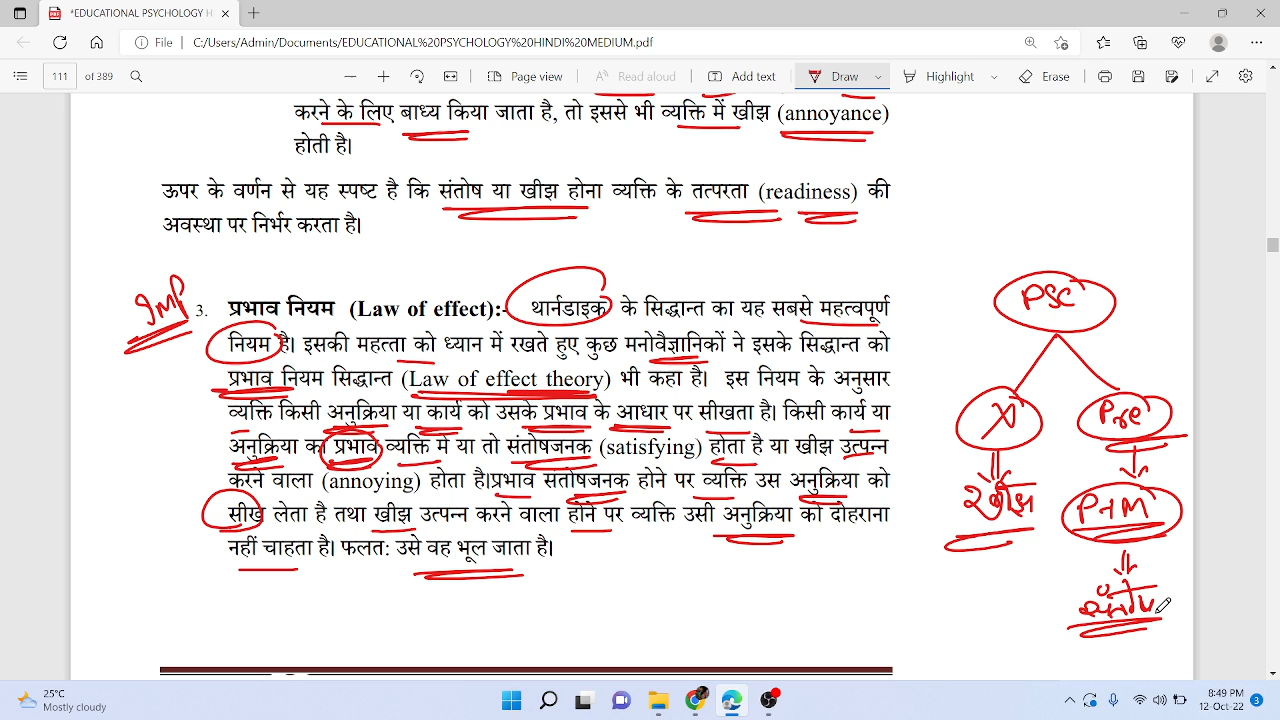 *EDUCATIONAL PSYCHOLOGY HINDI
File C:/Users/Admin/Documents/EDUCATIONAL%20PSYCHOLOGY%20HINDI%20MEDIUM.pdf
111 of 389 Page view Read aloud Add text Draw Highlight Erase
करने के लिए बाध्य किया जाता है, तो इससे भी व्यक्ति में खीझ (annoyance)
होती है।
ऊपर के वर्णन से यह स्पष्ट है कि संतोष या खीझ होना व्यक्ति के तत्परता (readiness) की
अवस्था पर निर्भर करता है।
Imp
3. प्रभाव नियम (Law of effect):- थार्नडाइक के सिद्धान्त का यह सबसे महत्वपूर्ण
नियम है। इसकी महत्ता को ध्यान में रखते हुए कुछ मनोवैज्ञानिकों ने इसके सिद्धान्त को
प्रभाव नियम सिद्धान्त (Law of effect theory) भी कहा है। इस नियम के अनुसार
व्यक्ति किसी अनुक्रिया या कार्य को उसके प्रभाव के आधार पर सीखता है। किसी कार्य या
अनुक्रिया का प्रभाव व्यक्ति में या तो संतोषजनक (satisfying) होता है या खीझ उत्पन्न
करने वाला (annoying) होता है।प्रभाव संतोषजनक होने पर व्यक्ति उस अनुक्रिया को
सीख लेता है तथा खीझ उत्पन्न करने वाला होने पर व्यक्ति उसी अनुक्रिया को दोहराना
नहीं चाहता है। फलत: उसे वह भूल जाता है।
PSC
X Pre
खीझ P+M
संतोष
25°C
Mostly cloudy
8:49 PM
12-Oct-22
3